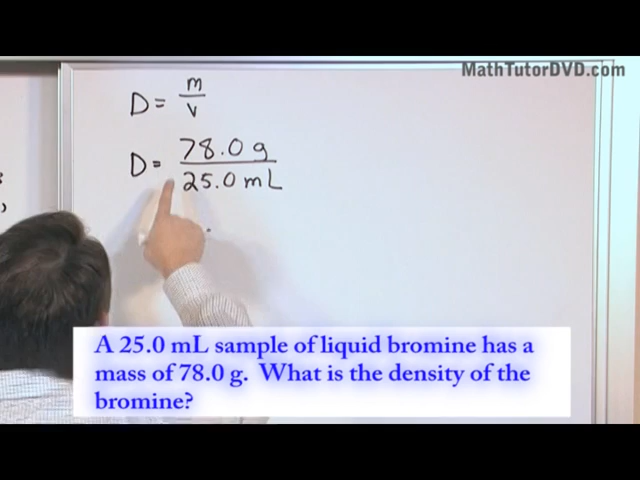 MathTutorDVD.com
D = m/v
D = 78.0 g/25.0 mL
A 25.0 mL sample of liquid bromine has a
mass of 78.0 g. What is the density of the
bromine?